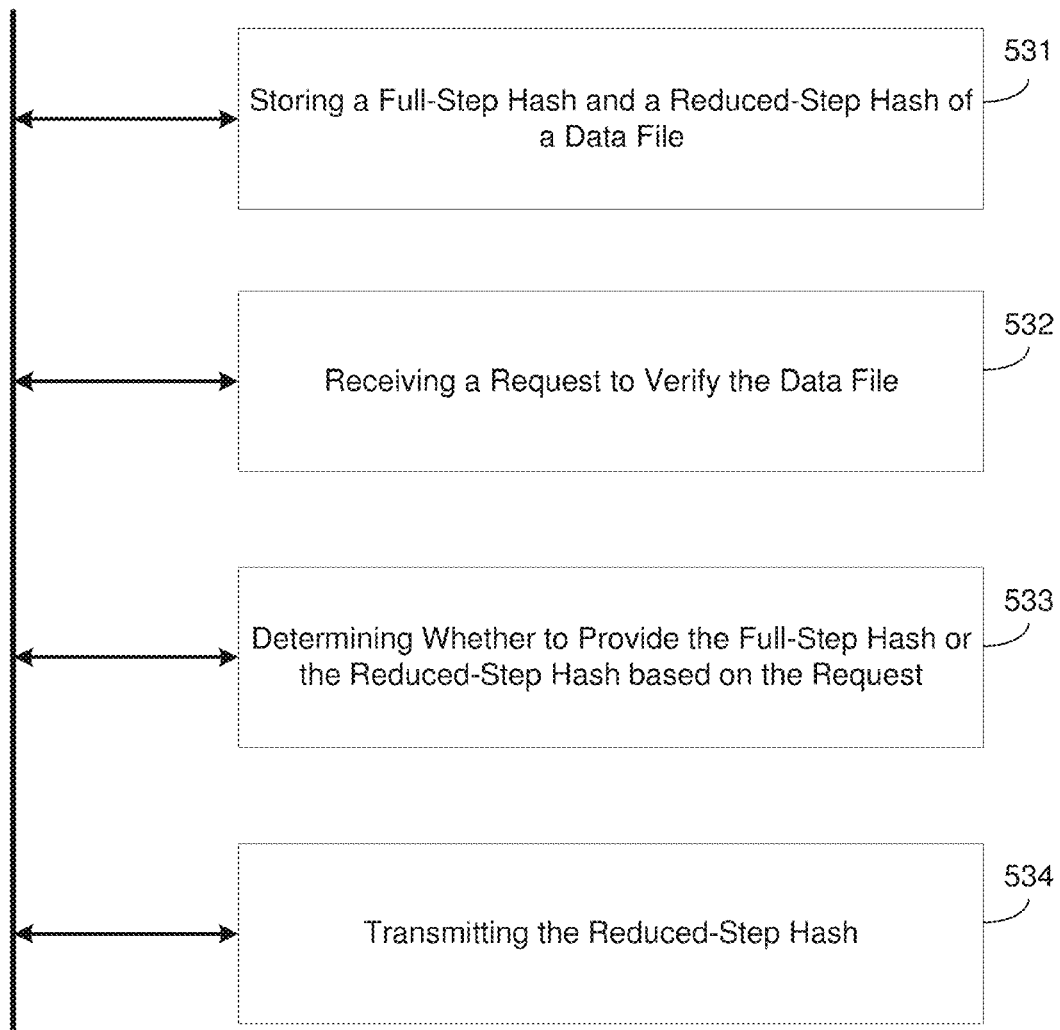 531
Storing a Full-Step Hash and a Reduced-Step Hash of
a Data File
532
Receiving a Request to Verify the Data File
533
Determining Whether to Provide the Full-Step Hash or
the Reduced-Step Hash based on the Request
534
Transmitting the Reduced-Step Hash